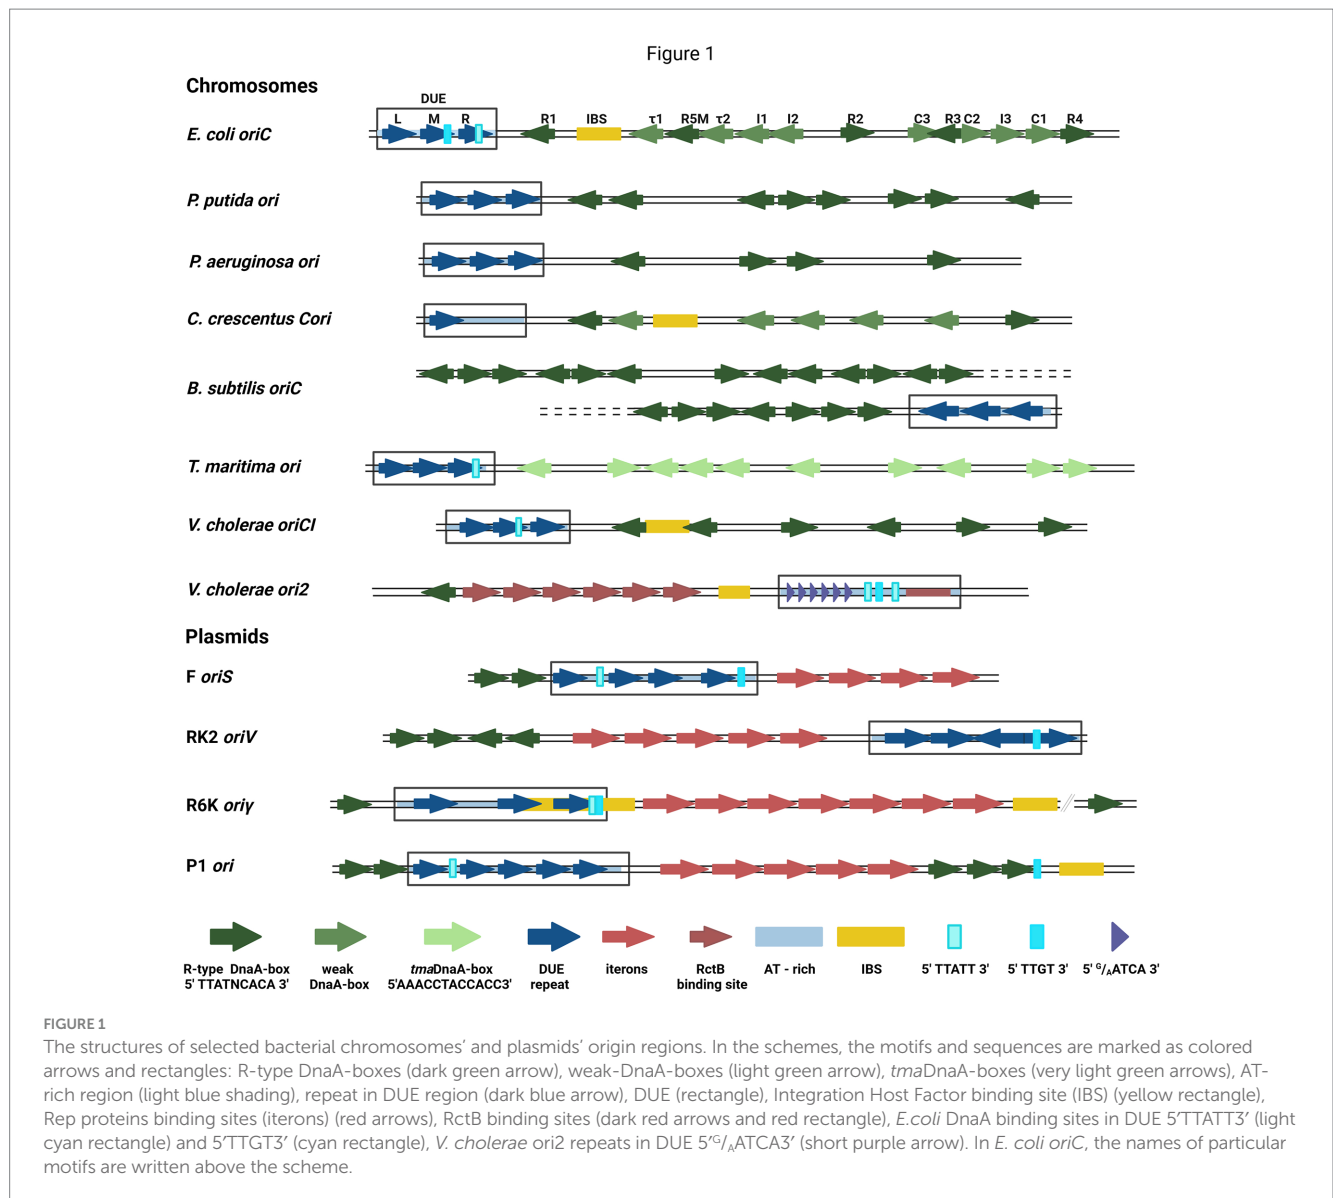 Figure 1
Chromosomes
DUE
L M R R1 IBS τ1 R5M τ2 I1 I2 R2 C3 R3 C2 I3 C1 R4
E. coli oriC
P. putida ori
P. aeruginosa ori
C. crescentus Cori
B. subtilis oriC
T. maritima ori
V. cholerae oriCI
V. cholerae ori2
Plasmids
F oriS
RK2 oriV
R6K oriγ
P1 ori
R-type DnaA-box weak tmaDnaA-box DUE iterons RctB AT - rich IBS 5' TTATT 3' 5' TTGT 3' 5' G/AATCA 3'
5' TTATNCACA 3' DnaA-box 5'AAACCTACCACC3' repeat binding site
FIGURE 1
The structures of selected bacterial chromosomes' and plasmids' origin regions. In the schemes, the motifs and sequences are marked as colored
arrows and rectangles: R-type DnaA-boxes (dark green arrow), weak-DnaA-boxes (light green arrow), tmaDnaA-boxes (very light green arrows), AT-
rich region (light blue shading), repeat in DUE region (dark blue arrow), DUE (rectangle), Integration Host Factor binding site (IBS) (yellow rectangle),
Rep proteins binding sites (iterons) (red arrows), RctB binding sites (dark red arrows and red rectangle), E.coli DnaA binding sites in DUE 5′TTATT3′ (light
cyan rectangle) and 5′TTGT3′ (cyan rectangle), V. cholerae ori2 repeats in DUE 5′G/AATCA3′ (short purple arrow). In E. coli oriC, the names of particular
motifs are written above the scheme.